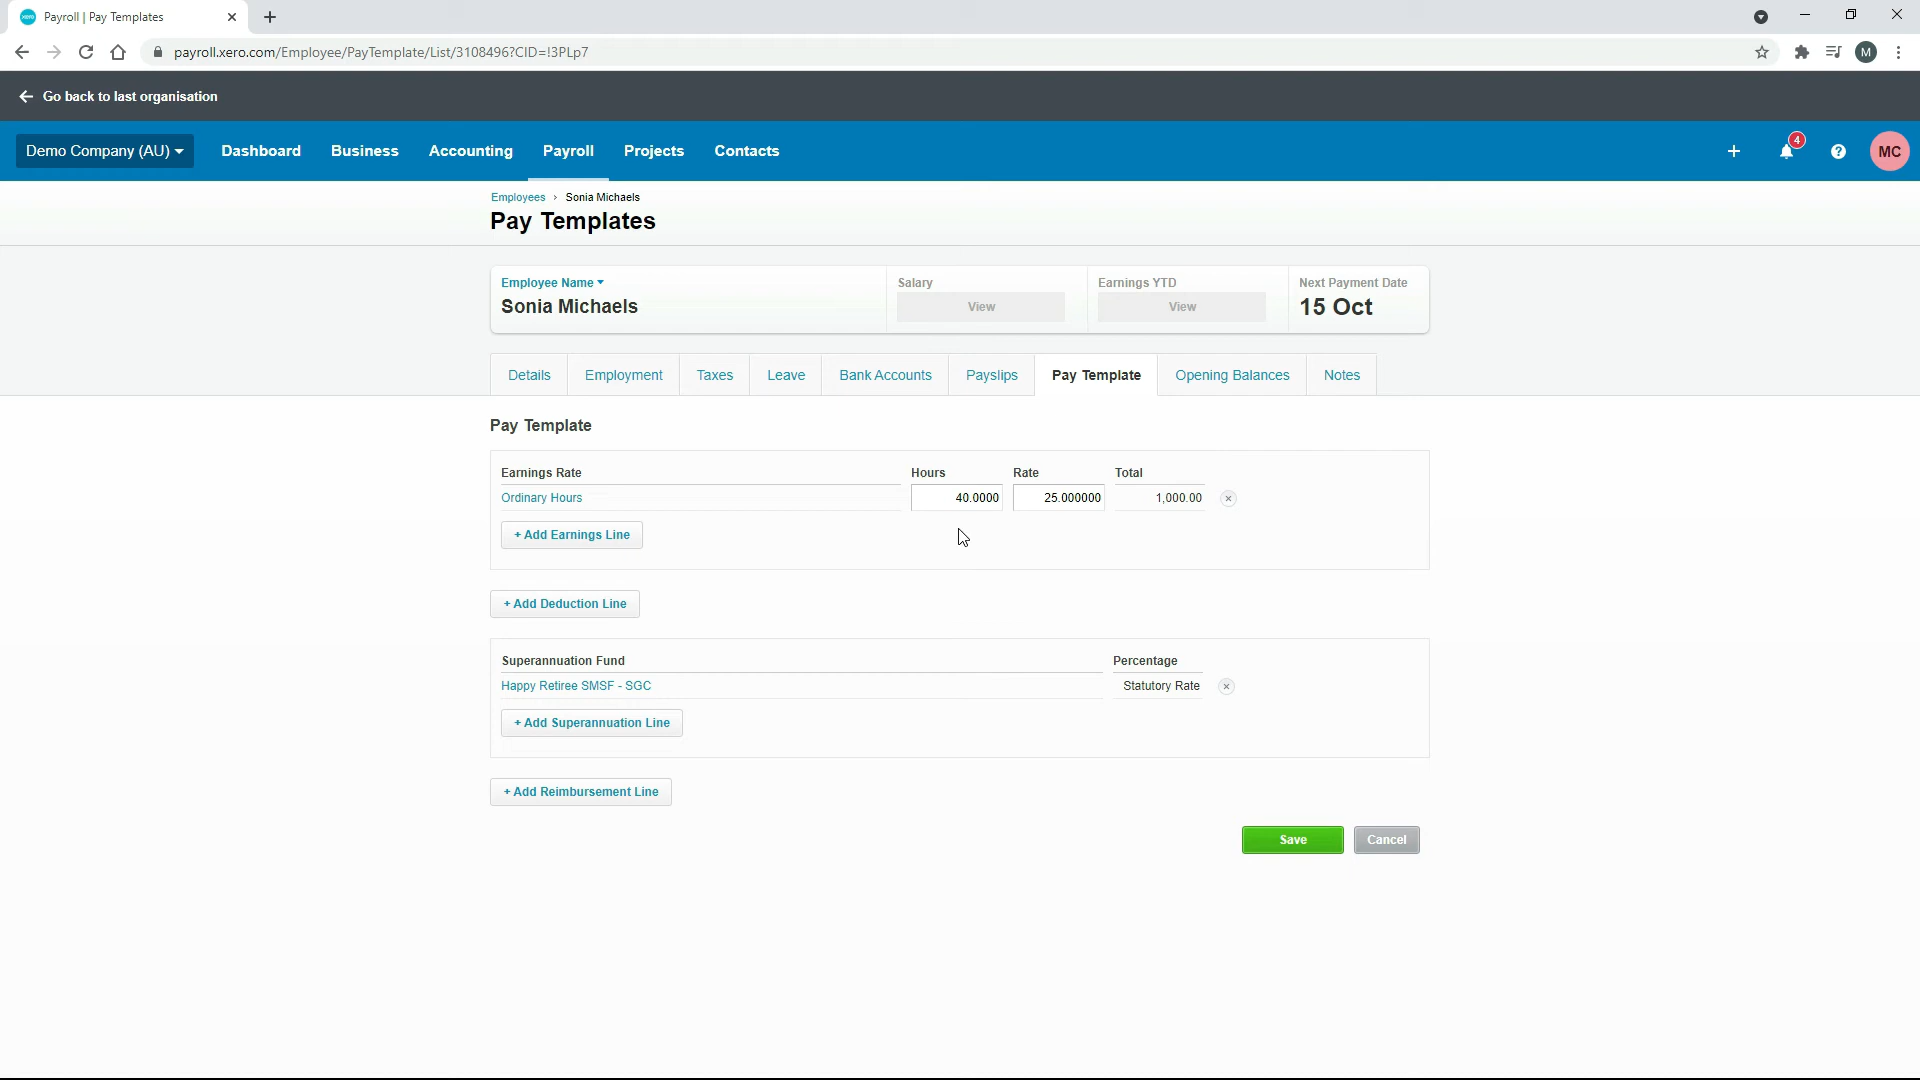 Payroll | Pay Templates
payroll.xero.com/Employee/PayTemplate/List/3108496?CID=!3PLp7
M
Go back to last organisation
Demo Company (AU)
Dashboard
Business
Accounting
Payroll
Projects
Contacts
4
MC
Employees › Sonia Michaels
Pay Templates
Employee Name
Sonia Michaels
Salary
View
Earnings YTD
View
Next Payment Date
15 Oct
Details
Employment
Taxes
Leave
Bank Accounts
Payslips
Pay Template
Opening Balances
Notes
Pay Template
Earnings Rate Hours Rate Total
Ordinary Hours 40.0000 25.000000 1,000.00
+ Add Earnings Line
+ Add Deduction Line
Superannuation Fund Percentage
Happy Retiree SMSF - SGC Statutory Rate
+ Add Superannuation Line
+ Add Reimbursement Line
Save
Cancel